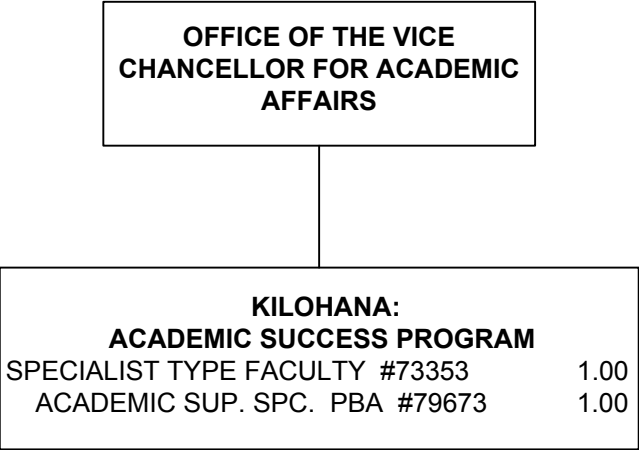 OFFICE OF THE VICE
CHANCELLOR FOR ACADEMIC
AFFAIRS
KILOHANA:
ACADEMIC SUCCESS PROGRAM
SPECIALIST TYPE FACULTY #73353 1.00
ACADEMIC SUP. SPC. PBA #79673 1.00